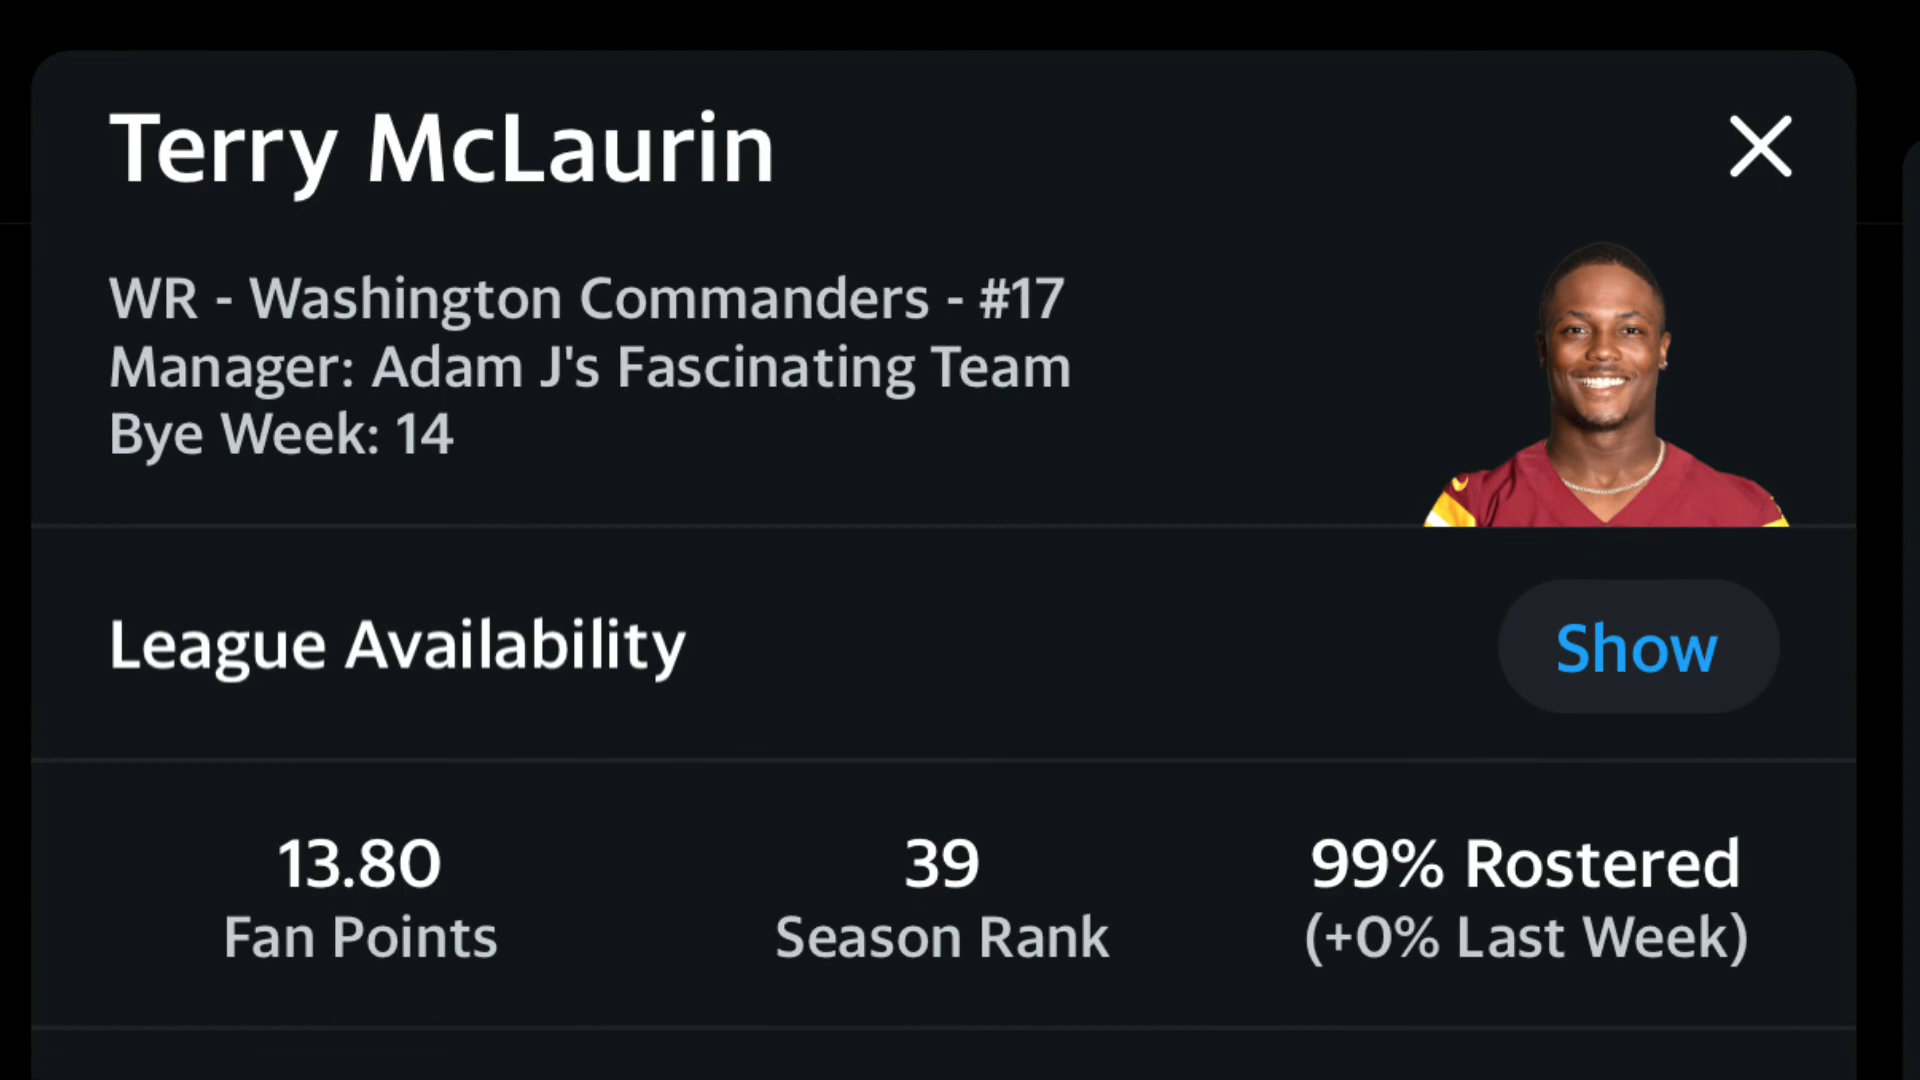 Terry McLaurin
WR - Washington Commanders - #17
Manager: Adam J's Fascinating Team
Bye Week: 14
League Availability
Show
13.80
Fan Points
39
Season Rank
99% Rostered
(+0% Last Week)